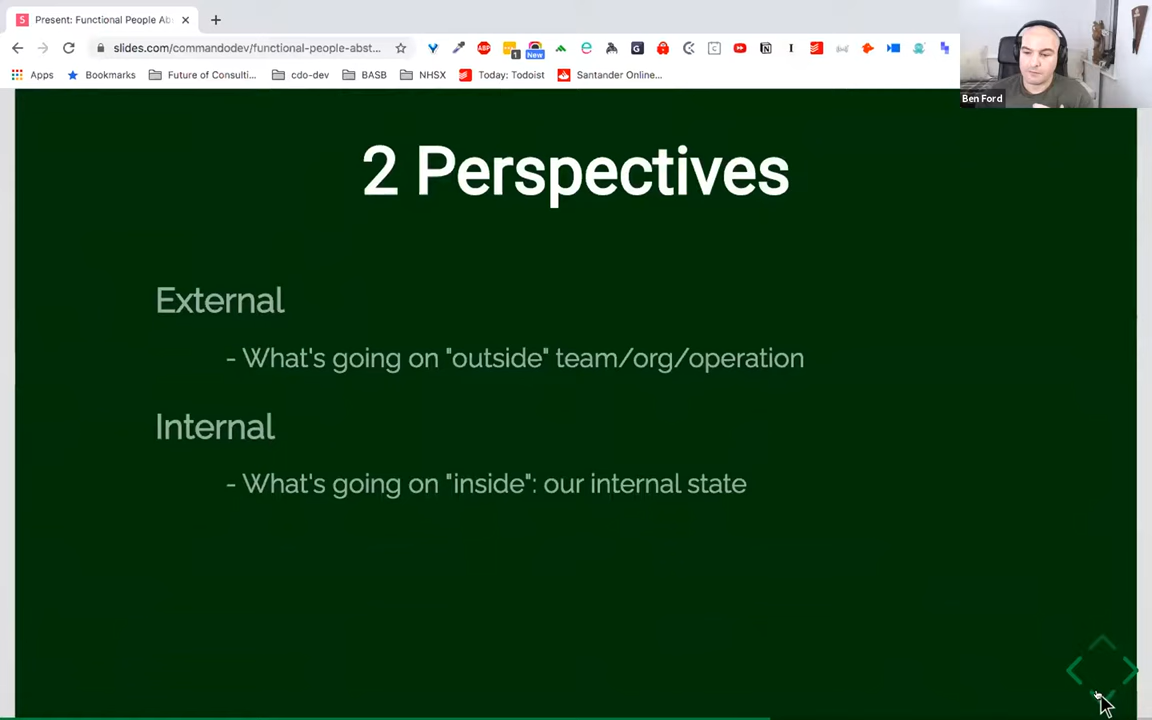 Present: Functional People Ab
slides.com/commandodev/functional-people-abst...
1
New
Apps
Bookmarks
Future of Consulti...
cdo-dev
BASB
NHSX
Today: Todoist
Santander Online...
Ben Ford
2 Perspectives
External
- What's going on "outside" team/org/operation
Internal
- What's going on "inside": our internal state